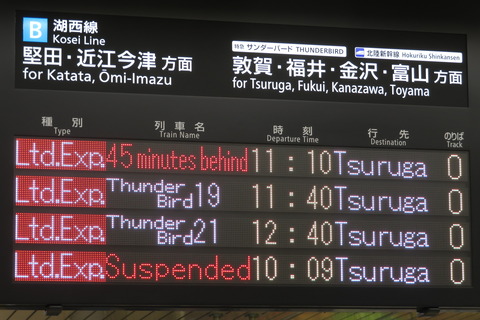 B 湖西線
Kosei Line
堅田・近江今津 方面
for Katata, Ōmi-Imazu
特急 サンダーバード THUNDERBIRD 北陸新幹線 Hokuriku Shinkansen
敦賀・福井・金沢・富山 方面
for Tsuruga, Fukui, Kanazawa, Toyama
種別 列車名 時刻 行先 のりば
Type Train Name Departure Time Destination Track
Ltd.Exp. 45 minutes behind 11:10 Tsuruga 0
Ltd.Exp. Thunder Bird 19 11:40 Tsuruga 0
Ltd.Exp. Thunder Bird 21 12:40 Tsuruga 0
Ltd.Exp. Suspended 10:09 Tsuruga 0